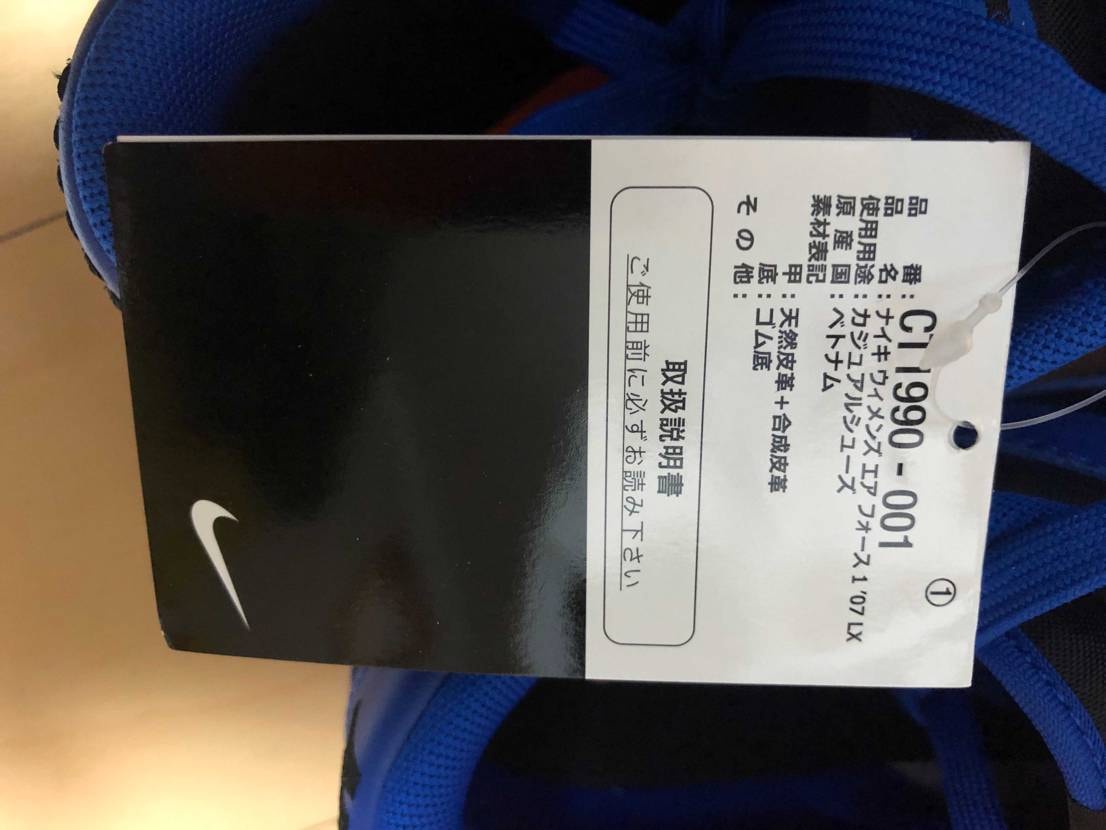 ①
品番:CT1990-001
品名:ナイキ ウィメンズ エア フォース 1 '07 LX
使用用途:カジュアルシューズ
原産国:ベトナム
素材表記
甲:天然皮革+合成皮革
底:ゴム底
その他:
取扱説明書
ご使用前に必ずお読み下さい